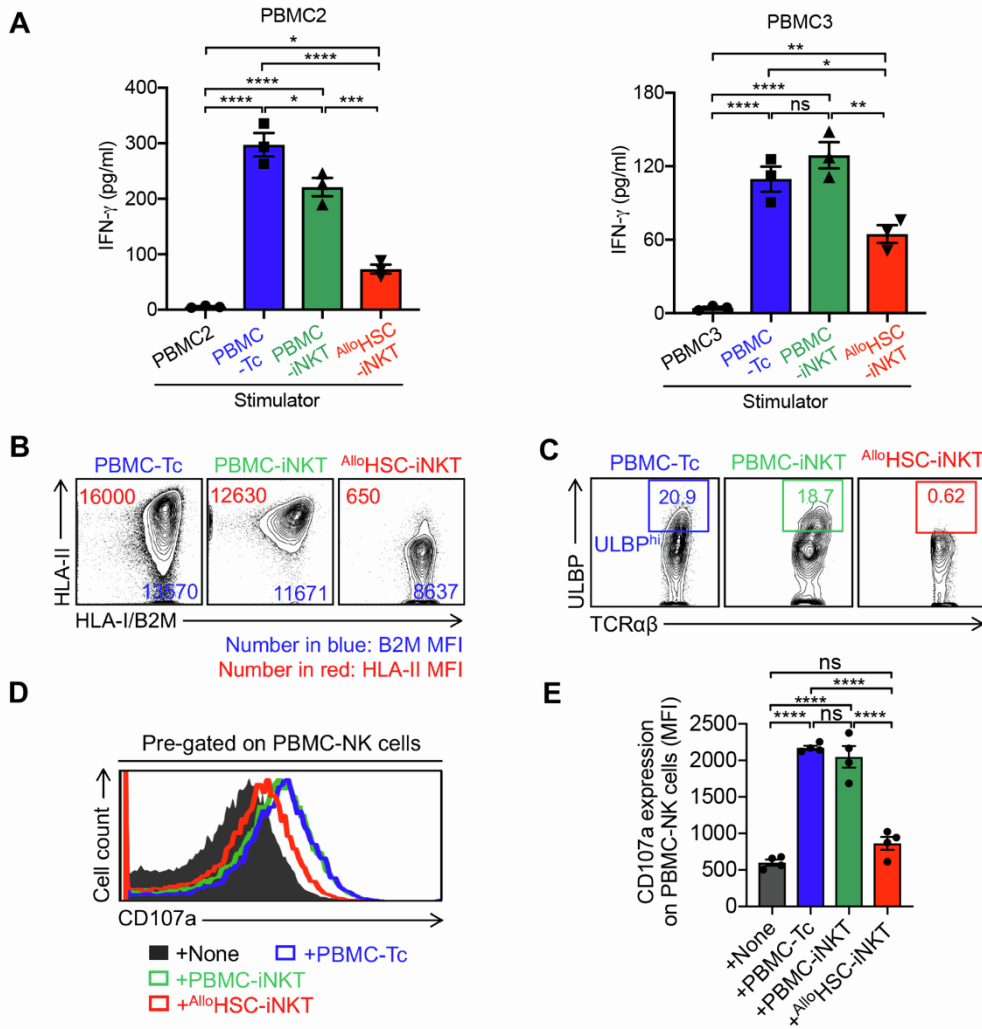 A
PBMC2
*
****
****
****
*
***
IFN-γ (pg/ml)
400
300
200
100
0
PBMC2
PBMC
-Tc
PBMC
-iNKT
AlloHSC
-iNKT
Stimulator
PBMC3
**
*
****
****
ns
**
IFN-γ (pg/ml)
180
120
60
0
PBMC3
PBMC
-Tc
PBMC
-iNKT
AlloHSC
-iNKT
Stimulator
B
PBMC-Tc
PBMC-iNKT
AlloHSC-iNKT
16000
12630
650
13570
11671
8637
HLA-II
HLA-I/B2M
Number in blue: B2M MFI
Number in red: HLA-II MFI
C
PBMC-Tc
PBMC-iNKT
AlloHSC-iNKT
20.9
18.7
0.62
ULBPhi
ULBP
TCRαβ
D
Pre-gated on PBMC-NK cells
Cell count
CD107a
+None
+PBMC-Tc
+PBMC-iNKT
+AlloHSC-iNKT
E
ns
****
****
****
ns
****
CD107a expression
on PBMC-NK cells (MFI)
2500
2000
1500
1000
500
0
+None
+PBMC-Tc
+PBMC-iNKT
+AlloHSC-iNKT